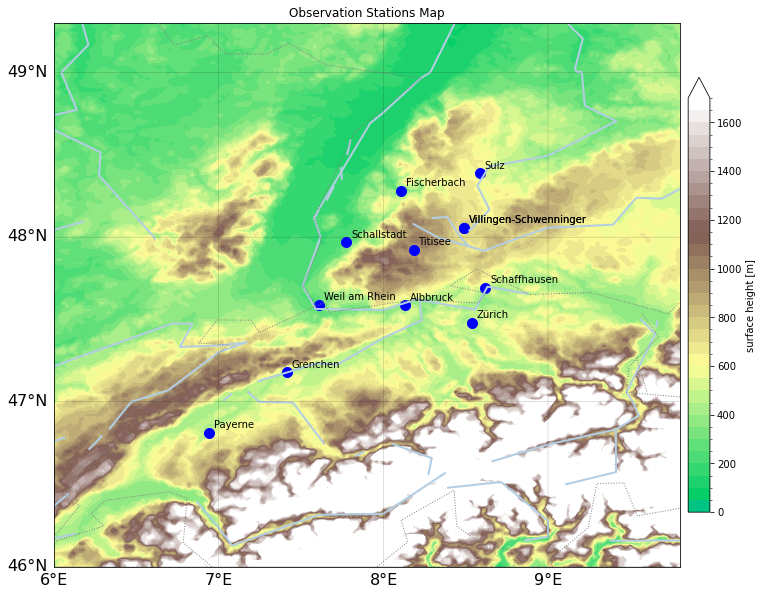 Observation Stations Map
49°N
48°N
47°N
46°N
6°E
7°E
8°E
9°E
Sulz
Fischerbach
Villingen-Schwenninger
Schallstadt
Titisee
Schaffhausen
Weil am Rhein
Albbruck
Zürich
Grenchen
Payerne
1600
1400
1200
1000
800
600
400
200
0
surface height [m]